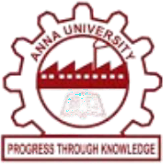 ANNA UNIVERSITY
PROGRESS THROUGH KNOWLEDGE